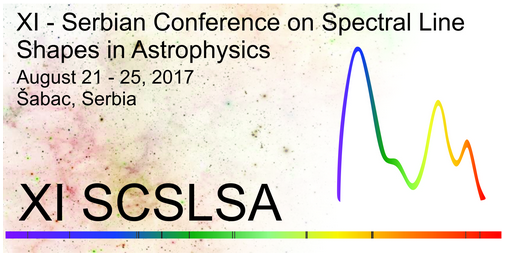 XI - Serbian Conference on Spectral Line
Shapes in Astrophysics
August 21 - 25, 2017
Šabac, Serbia
XI SCSLSA